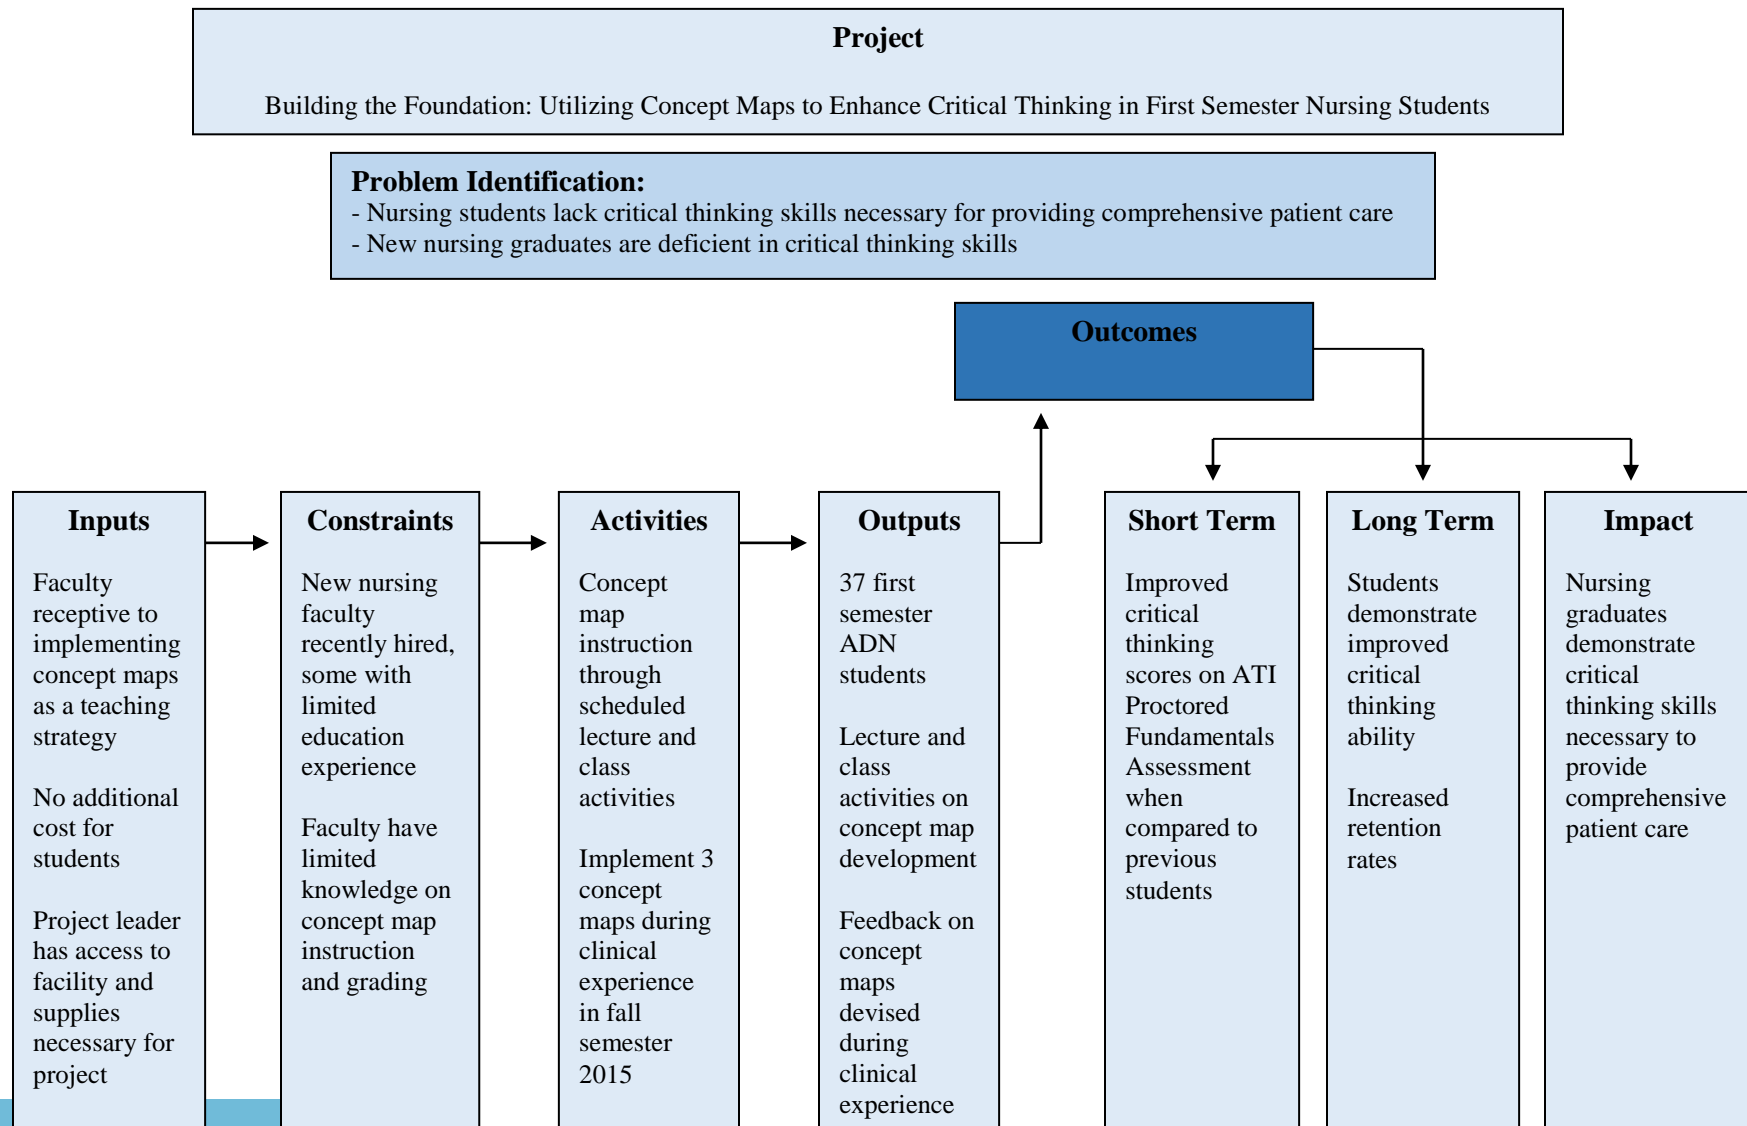 Project
Building the Foundation: Utilizing Concept Maps to Enhance Critical Thinking in First Semester Nursing Students
Problem Identification:
- Nursing students lack critical thinking skills necessary for providing comprehensive patient care
- New nursing graduates are deficient in critical thinking skills
Outcomes
Inputs
Faculty
receptive to
implementing
concept maps
as a teaching
strategy
No additional
cost for
students
Project leader
has access to
facility and
supplies
necessary for
project
Constraints
New nursing
faculty
recently hired,
some with
limited
education
experience
Faculty have
limited
knowledge on
concept map
instruction
and grading
Activities
Concept
map
instruction
through
scheduled
lecture and
class
activities
Implement 3
concept
maps during
clinical
experience
in fall
semester
2015
Outputs
37 first
semester
ADN
students
Lecture and
class
activities on
concept map
development
Feedback on
concept
maps
devised
during
clinical
experience
Short Term
Improved
critical
thinking
scores on ATI
Proctored
Fundamentals
Assessment
when
compared to
previous
students
Long Term
Students
demonstrate
improved
critical
thinking
ability
Increased
retention
rates
Impact
Nursing
graduates
demonstrate
critical
thinking skills
necessary to
provide
comprehensive
patient care